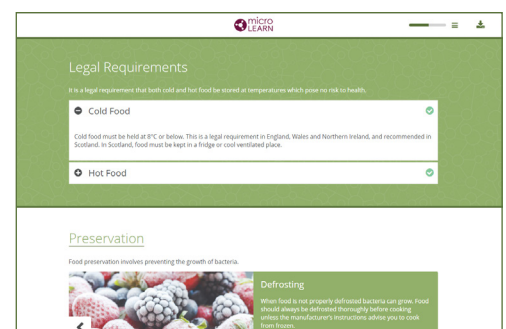 micro
LEARN
Legal Requirements
It is a legal requirement that both cold and hot food be stored at temperatures which pose no risk to health.
Cold Food
Cold food must be held at 8°C or below. This is a legal requirement in England, Wales and Northern Ireland, and recommended in
Scotland. In Scotland, food must be kept in a fridge or cool ventilated place.
Hot Food
Preservation
Food preservation involves preventing the growth of bacteria.
Defrosting
When food is not properly defrosted bacteria can grow. Food
should always be defrosted thoroughly before cooking
unless the manufacturer's instructions advise you to cook
from frozen.